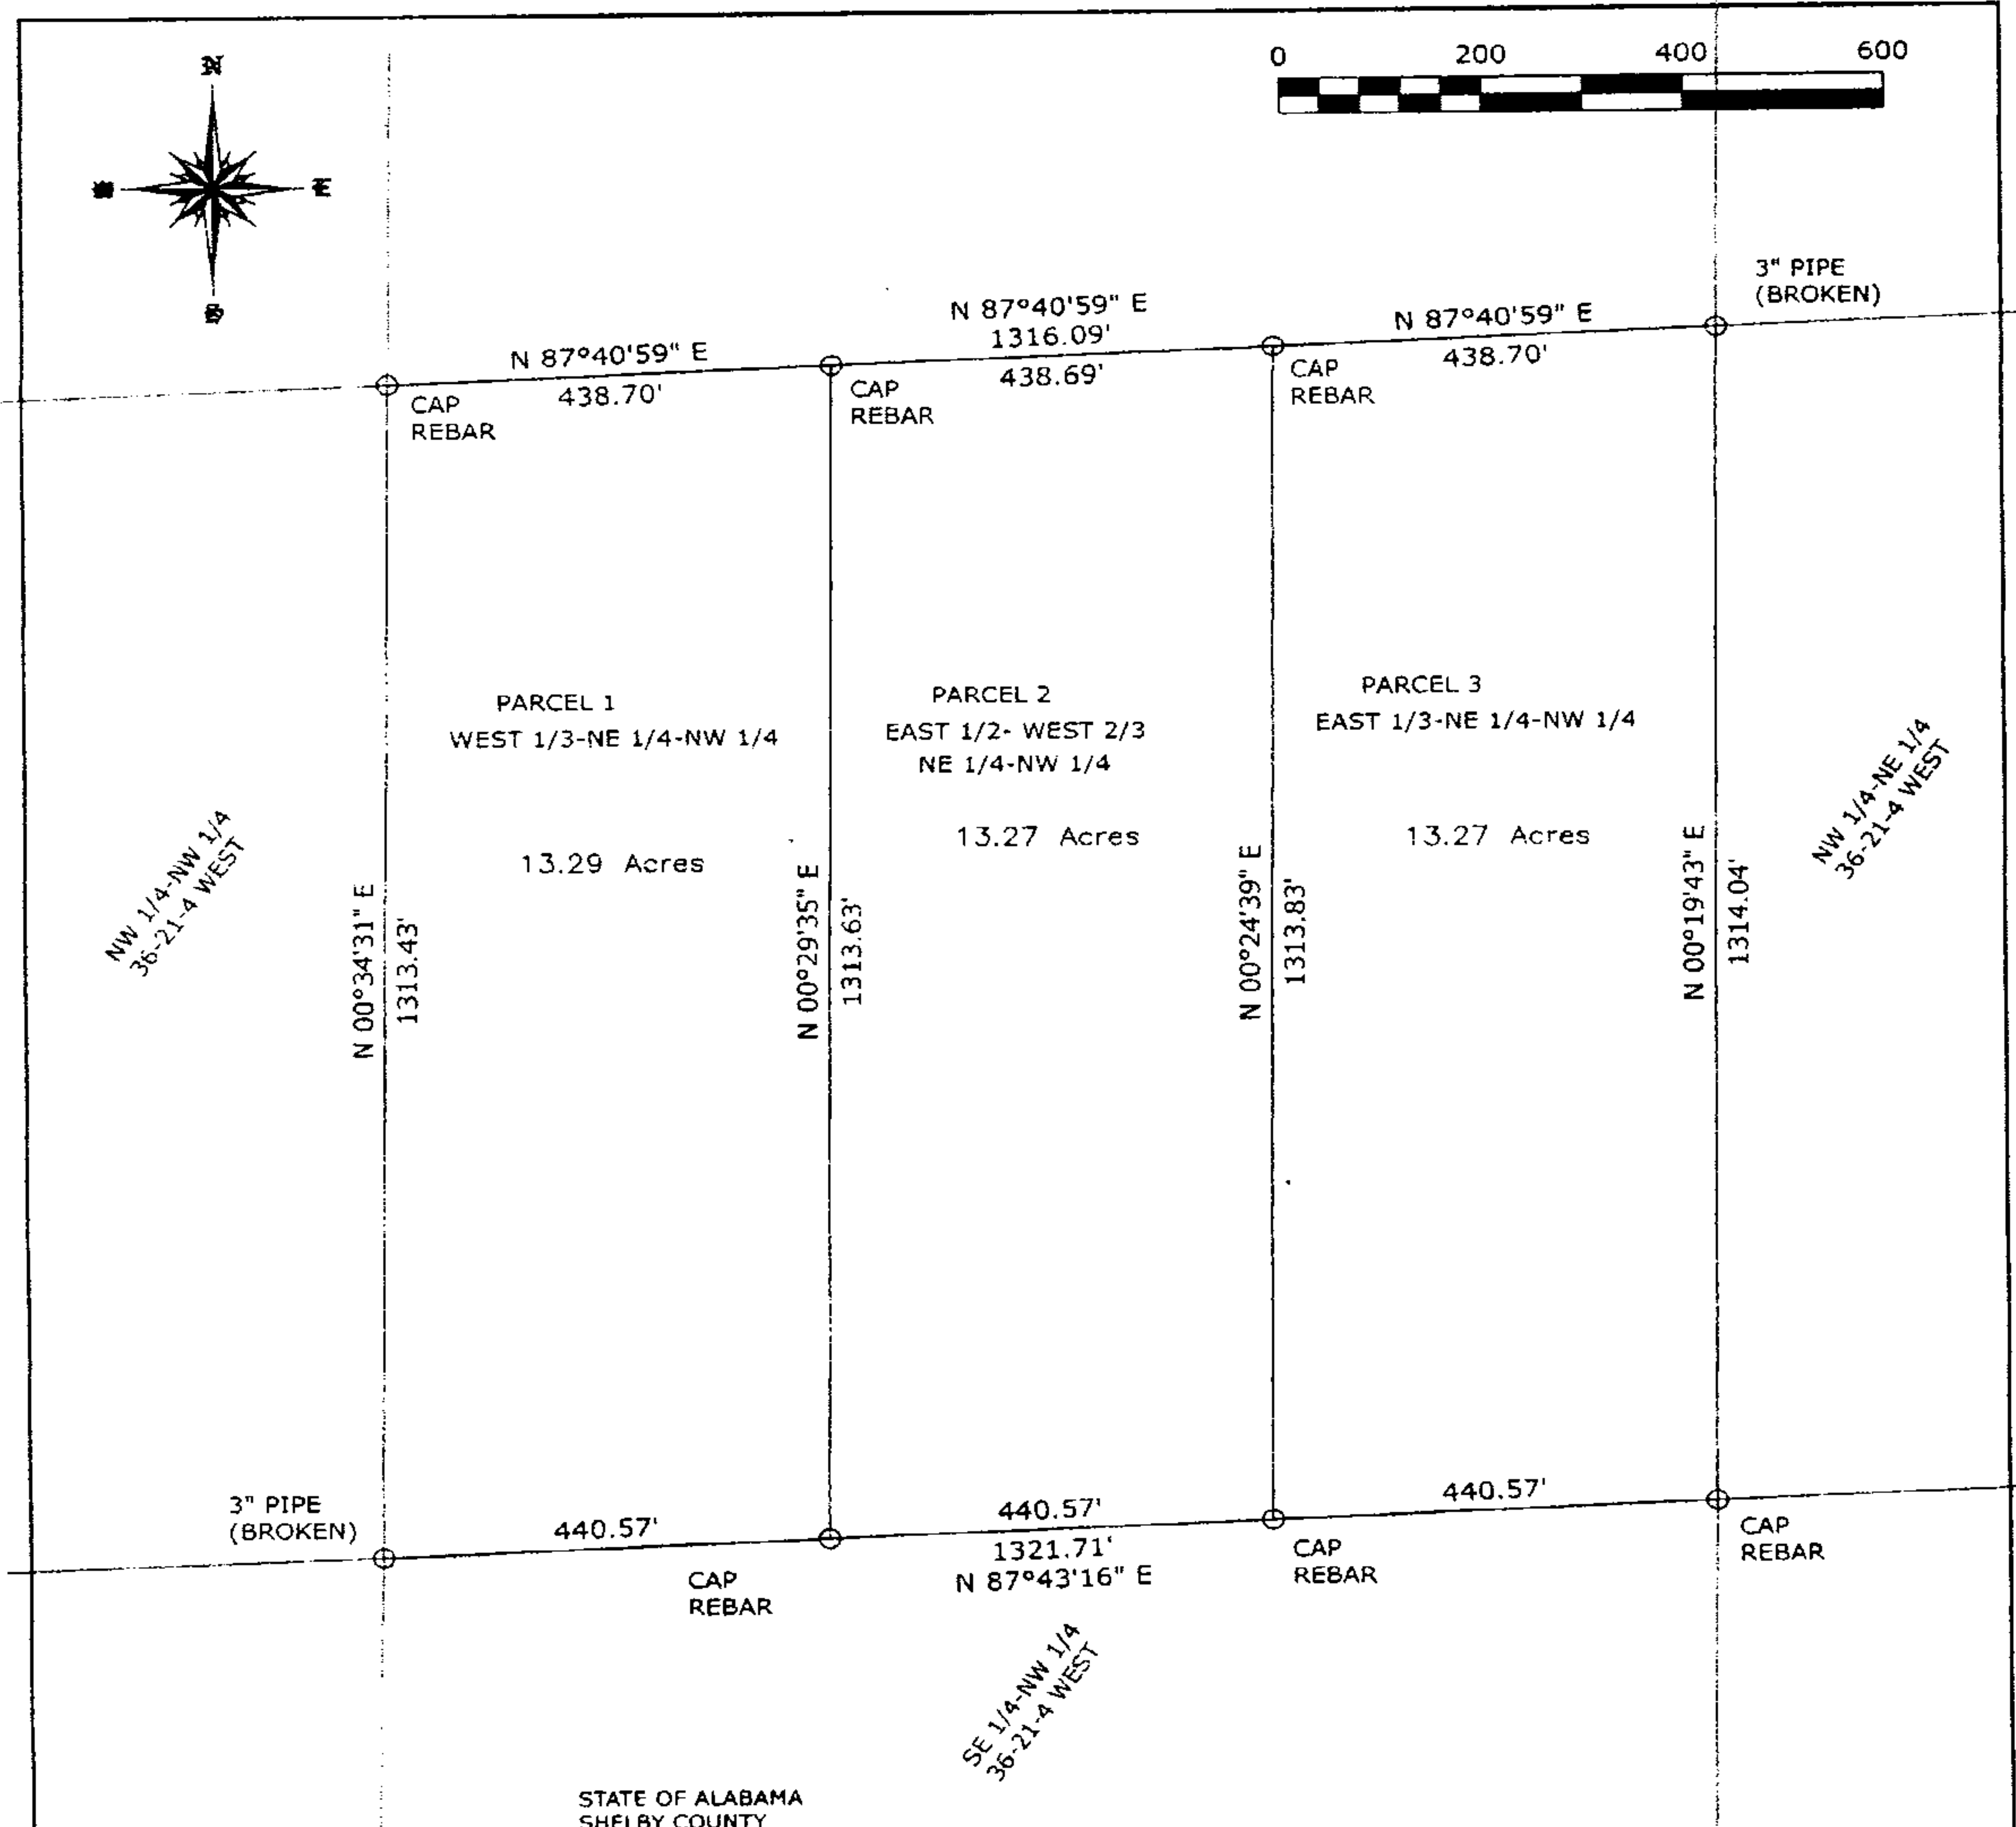 N
E
S
0 200 400 600
3" PIPE
(BROKEN)
N 87°40'59" E
1316.09'
N 87°40'59" E
N 87°40'59" E
438.70'
438.69'
438.70'
CAP
REBAR
CAP
REBAR
CAP
REBAR
PARCEL 1
WEST 1/3-NE 1/4-NW 1/4
13.29 Acres
PARCEL 2
EAST 1/2- WEST 2/3
NE 1/4-NW 1/4
13.27 Acres
PARCEL 3
EAST 1/3-NE 1/4-NW 1/4
13.27 Acres
NW 1/4-NW 1/4
36-21-4 WEST
N 00°34'31" E
1313.43'
N 00°29'35" E
1313.63'
N 00°24'39" E
1313.83'
N 00°19'43" E
1314.04'
NW 1/4-NE 1/4
36-21-4 WEST
3" PIPE
(BROKEN)
440.57'
440.57'
440.57'
1321.71'
N 87°43'16" E
CAP
REBAR
CAP
REBAR
CAP
REBAR
SE 1/4-NW 1/4
36-21-4 WEST
STATE OF ALABAMA
SHELBY COUNTY